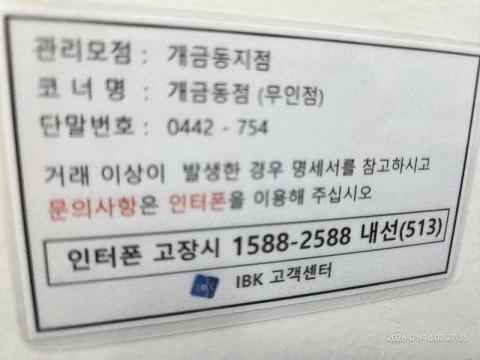 관리모점 : 개금동지점
코 너 명 : 개금동점 (무인점)
단말번호 : 0442 - 754
거래 이상이 발생한 경우 명세서를 참고하시고
문의사항은 인터폰을 이용해 주십시오
인터폰 고장시 1588-2588 내선(513)
IBK IBK 고객센터
2026-01-16 07:27:35